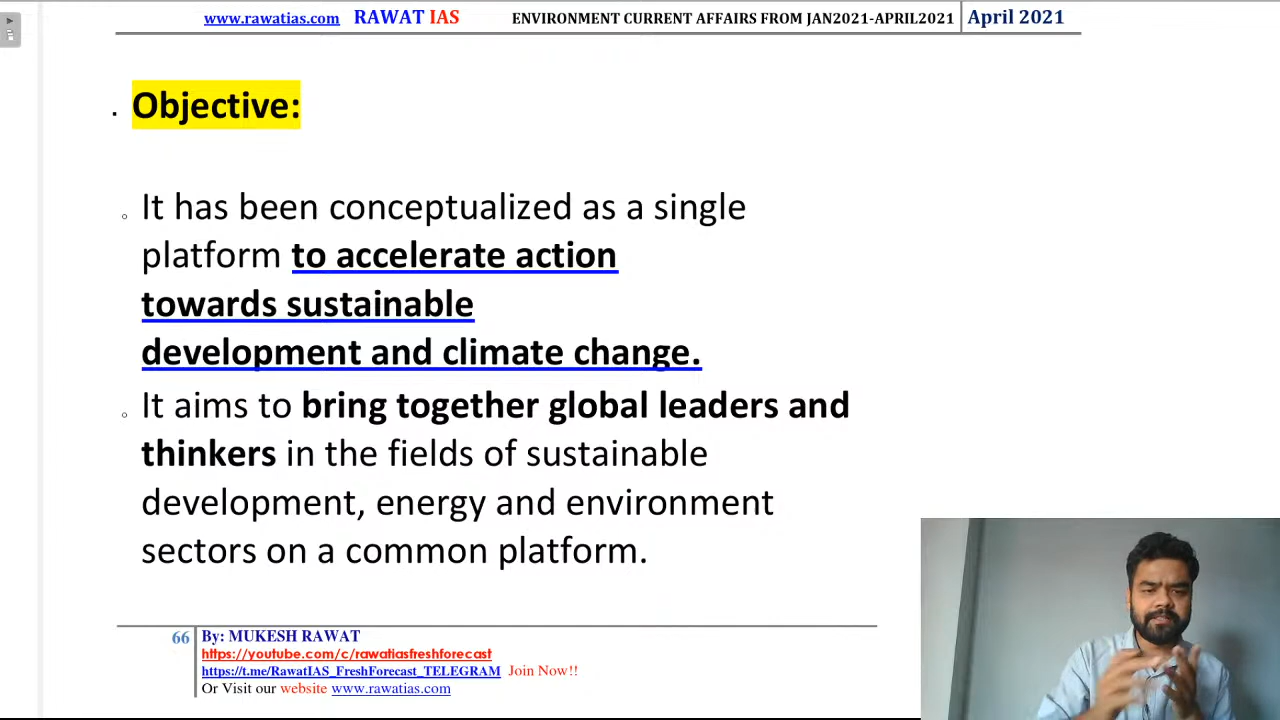 www.rawatias.com RAWAT IAS ENVIRONMENT CURRENT AFFAIRS FROM JAN2021-APRIL2021 April 2021
. Objective:
It has been conceptualized as a single
platform to accelerate action
towards sustainable
development and climate change.
It aims to bring together global leaders and
thinkers in the fields of sustainable
development, energy and environment
sectors on a common platform.
66 By: MUKESH RAWAT
https://youtube.com/c/rawatiasfreshforecast
https://t.me/RawatIAS_FreshForecast_TELEGRAM Join Now!!
Or Visit our website www.rawatias.com